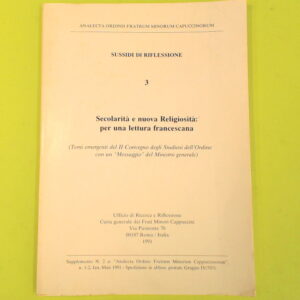 ANALECTA ORDINIS FRATRUM MINORUM CAPUCCINORUM
SUSSIDI DI RIFLESSIONE
3
Secolarità e nuova Religiosità:
per una lettura francescana
(Temi emergenti del II Convegno degli Studiosi dell'Ordine
con un "Messaggio" del Ministro generale)
Ufficio di Ricerca e Riflessione
Curia generale dei Frati Minori Cappuccini
Via Piemonte 70
00187 Roma / Italia
1991
Supplemento N. 2 a "Analecta Ordinis Fratrum Minorum Capuccinorum",
n. 1-2, Jan.-Mart 1991 - Spedizione in abbon. postale, Gruppo IV/70%